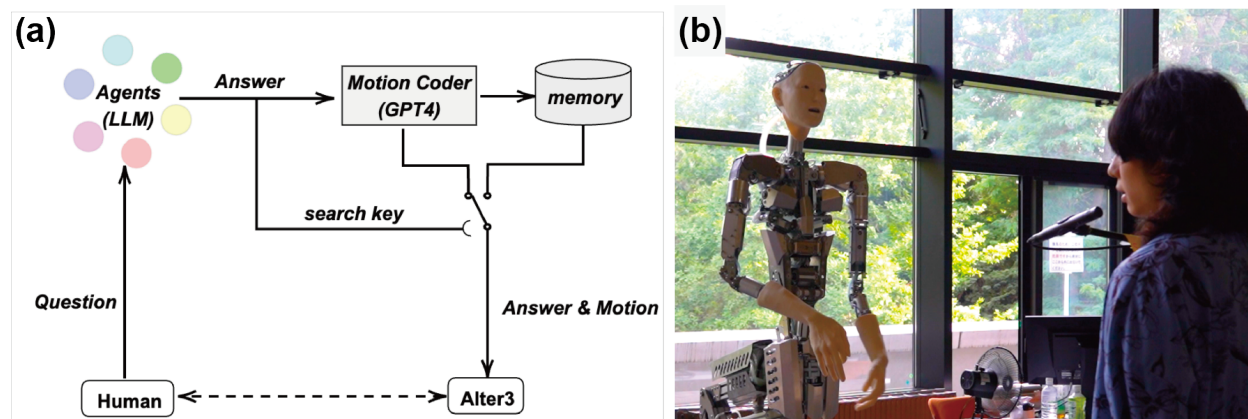 (a)
Answer
Agents
(LLM)
Motion Coder
(GPT4)
memory
search key
Question
Answer & Motion
Human
Alter3
(b)